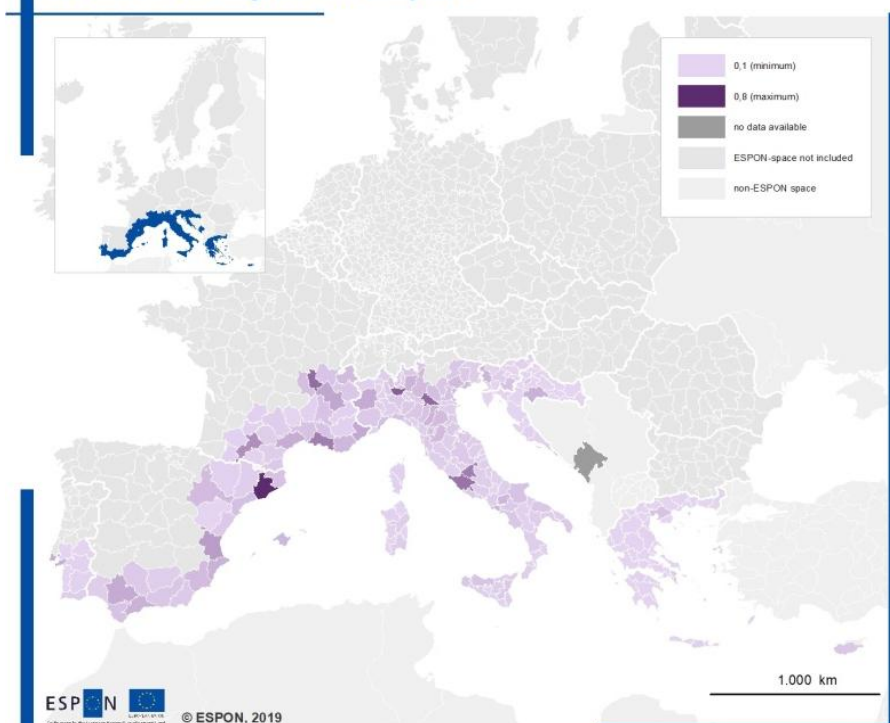 0,1 (minimum)
0,8 (maximum)
no data available
ESPON-space not included
non-ESPON space
1.000 km
ESPON
© ESPON, 2019